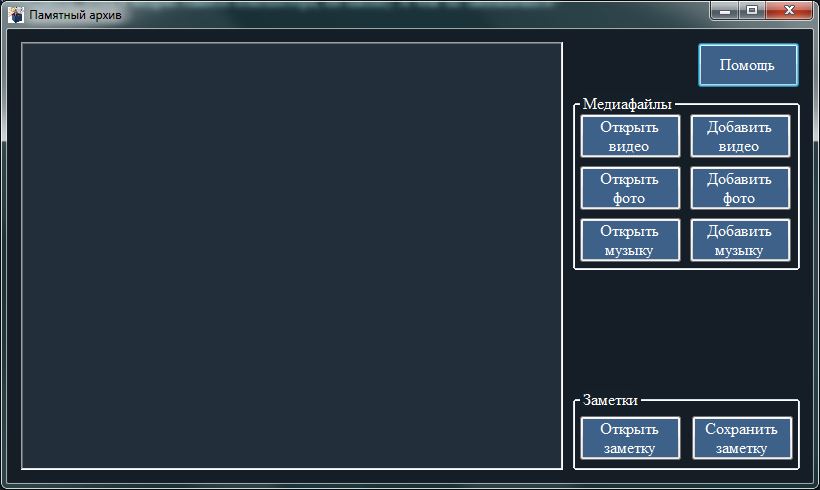 Памятный архив
Помощь
Медиафайлы
Открыть
видео
Добавить
видео
Открыть
фото
Добавить
фото
Открыть
музыку
Добавить
музыку
Заметки
Открыть
заметку
Сохранить
заметку